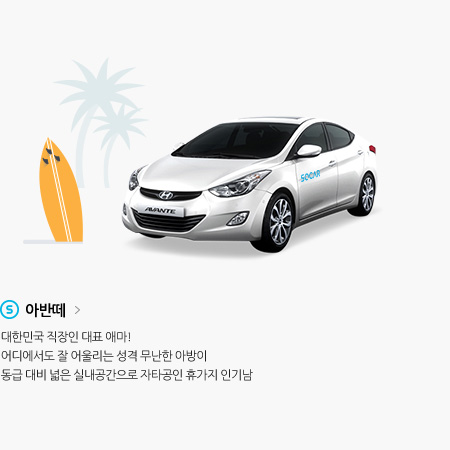 SOCAR
AVANTE
S 아반떼 >
대한민국 직장인 대표 애마!
어디에서도 잘 어울리는 성격 무난한 아방이
동급 대비 넓은 실내공간으로 자타공인 휴가지 인기남